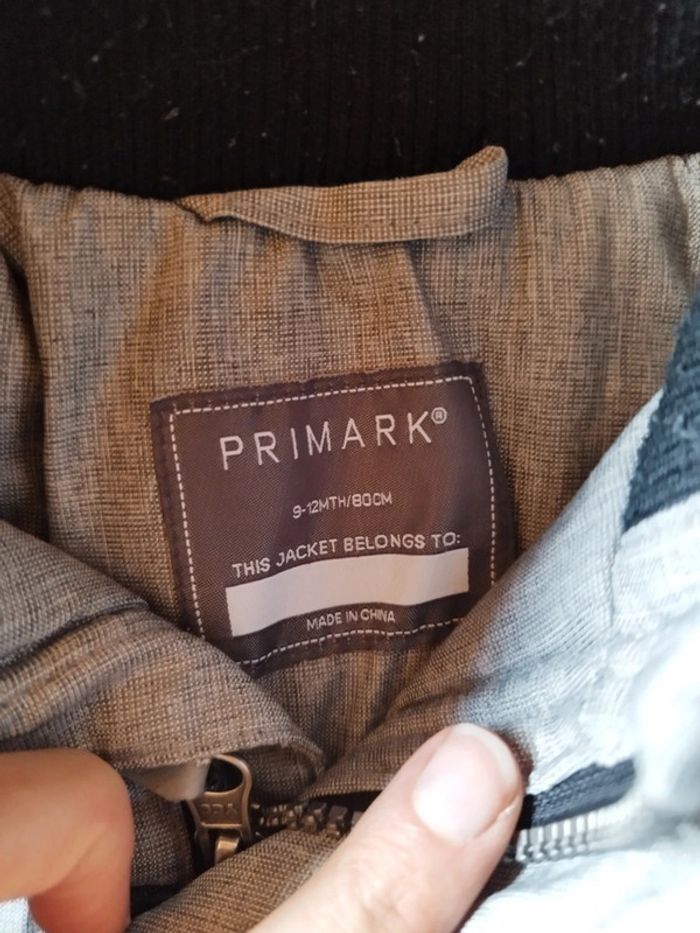 PRIMARK®
9-12MTH/80CM
THIS JACKET BELONGS TO:
MADE IN CHINA